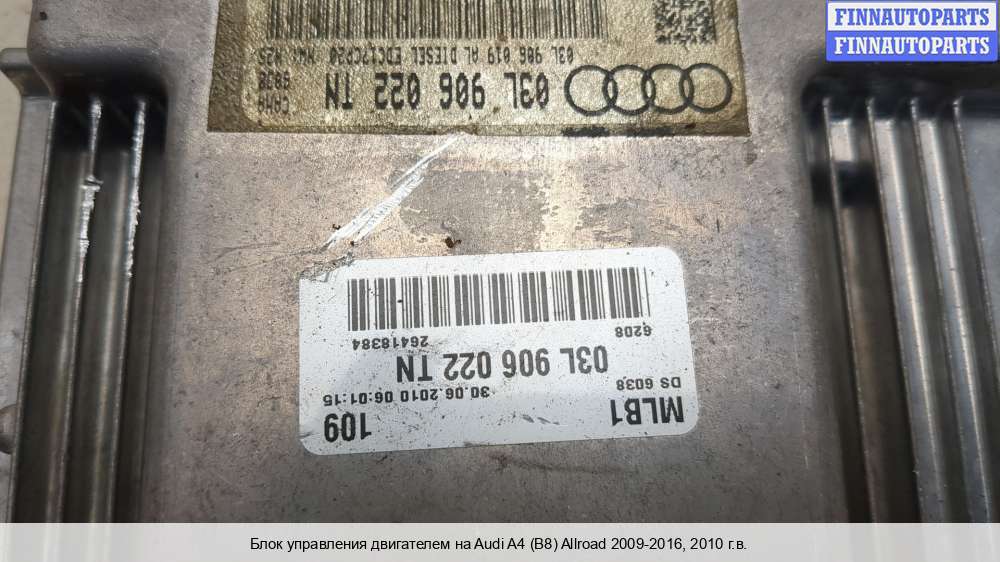 FINNAUTOPARTS
FINNAUTOPARTS
03L 906 022 TN
03L 906 019 AL DIESEL EDC17CP20
MLB1
109
DS 6038
30.06.2010 06:01:15
03L 906 022 TN
6208
26418384
Блок управления двигателем на Audi A4 (B8) Allroad 2009-2016, 2010 г.в.